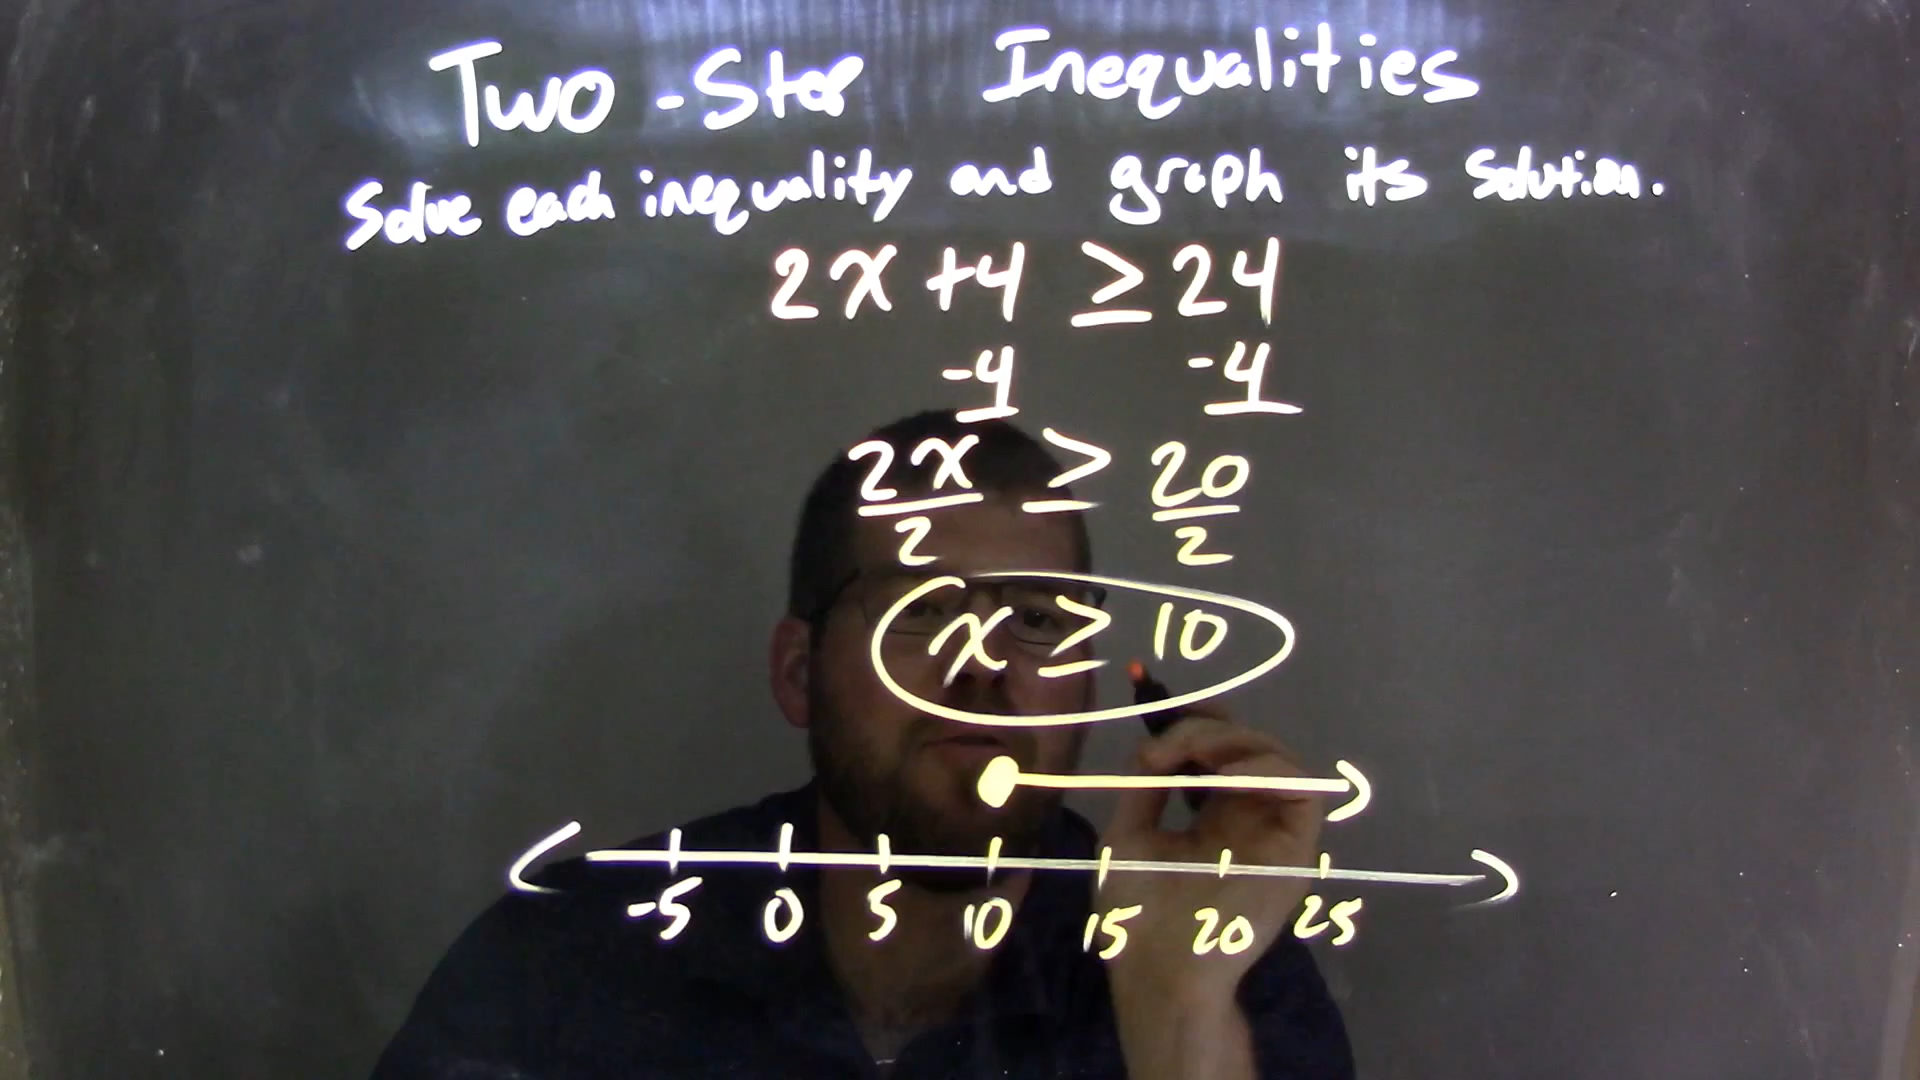 Two-Step Inequalities
Solve each inequality and graph its solution.
2x+4 ≥ 24
-4 -4
2x/2 ≥ 20/2
x ≥ 10
-5 0 5 10 15 20 25